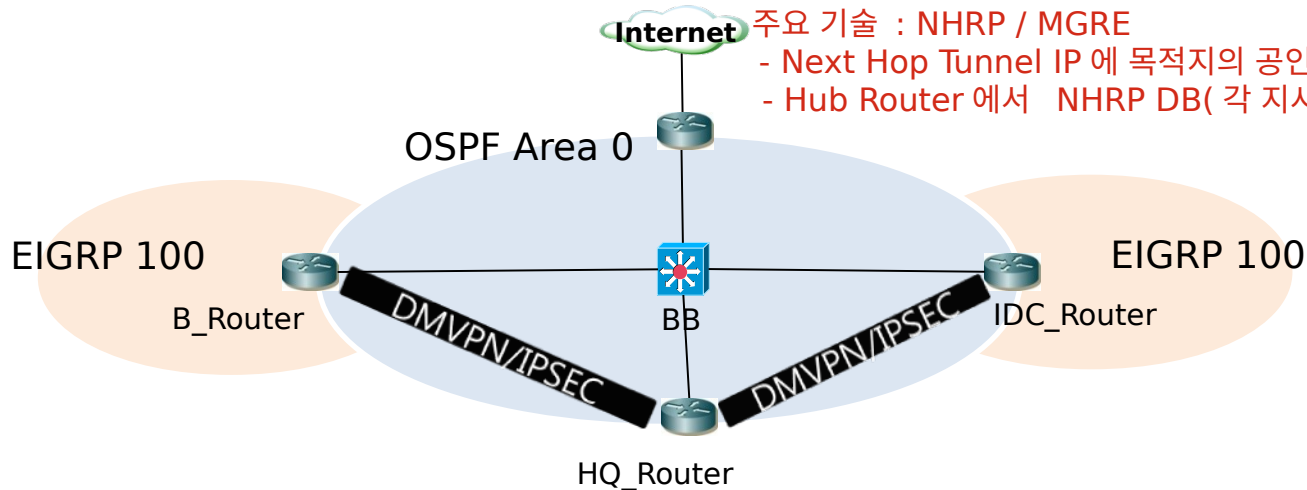 Internet
주요 기술 : NHRP / MGRE
- Next Hop Tunnel IP 에 목적지의 공인
- Hub Router 에서 NHRP DB( 각 지사
OSPF Area 0
EIGRP 100
EIGRP 100
B_Router
BB
IDC_Router
DMVPN/IPSEC
DMVPN/IPSEC
HQ_Router